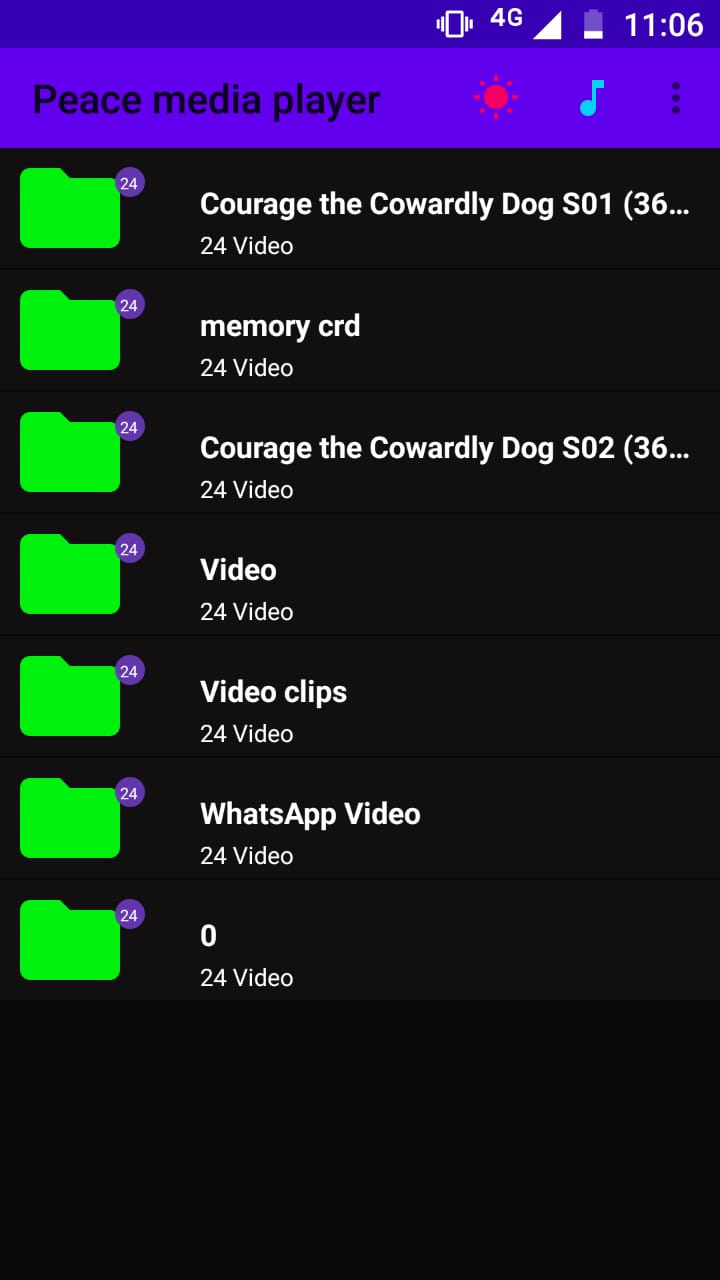 4G 11:06
Peace media player
24
Courage the Cowardly Dog S01 (36...
24 Video
24
memory crd
24 Video
24
Courage the Cowardly Dog S02 (36...
24 Video
24
Video
24 Video
24
Video clips
24 Video
24
WhatsApp Video
24 Video
24
0
24 Video